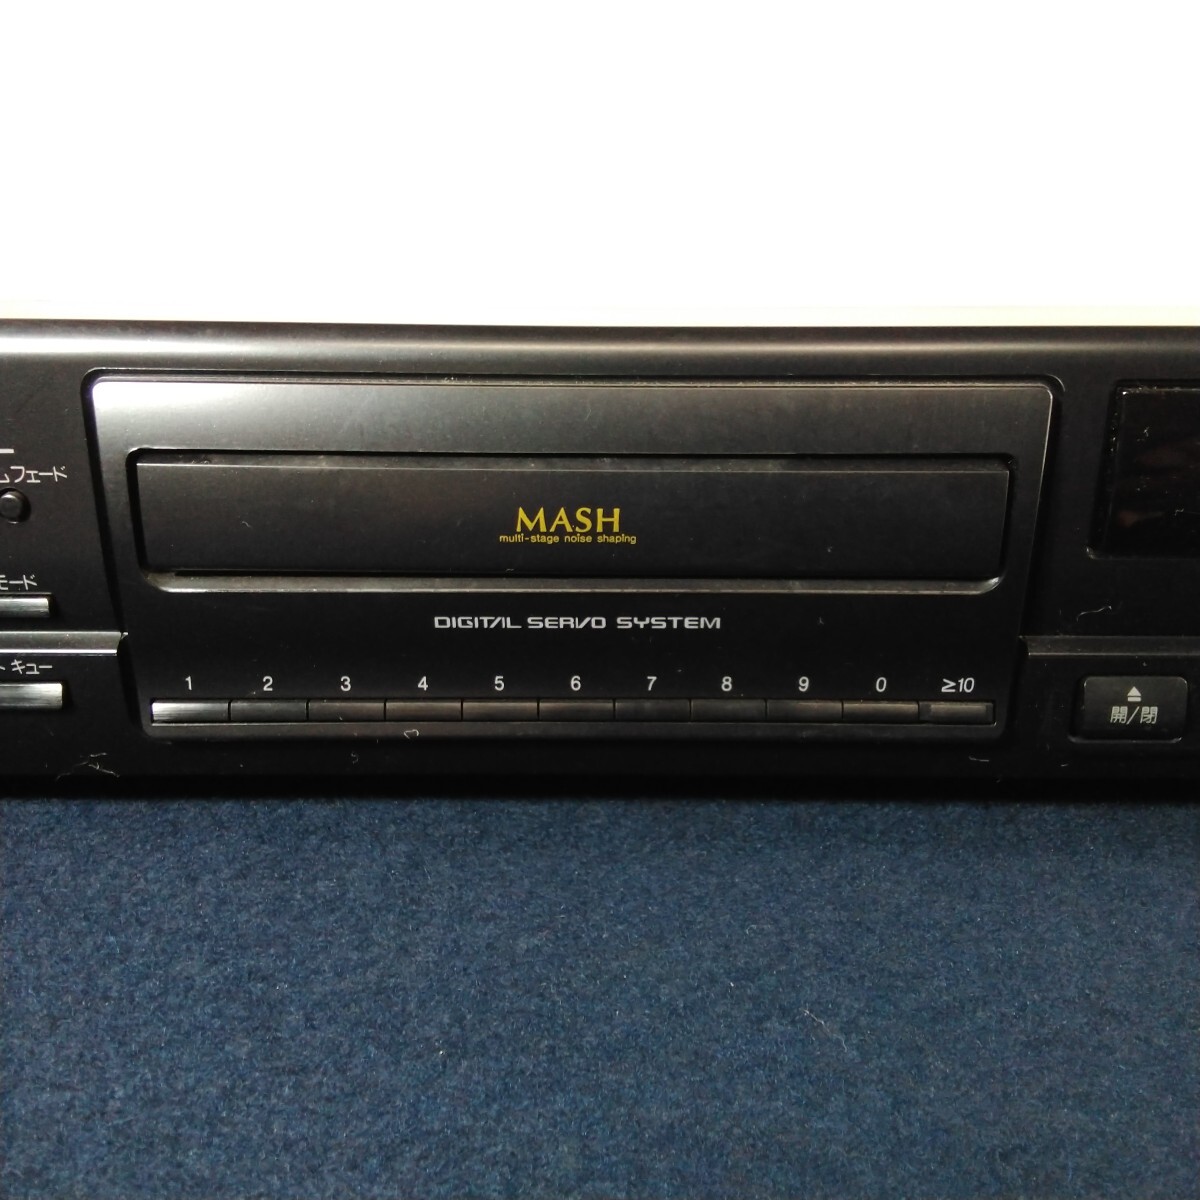 ムフェード
MASH
multi-stage noise shaping
モード
DIGITAL SERVO SYSTEM
キュー
1 2 3 4 5 6 7 8 9 0 ≥10
開/閉